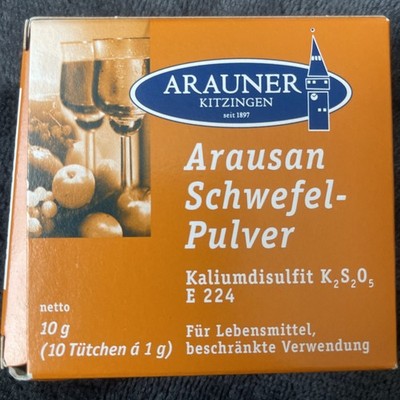 ARAUNER
KITZINGEN
seit 1897
Arausan
Schwefel-
Pulver
Kaliumdisulfit K₂S₂O₅
E 224
netto
10 g
(10 Tütchen á 1 g)
Für Lebensmittel,
beschränkte Verwendung